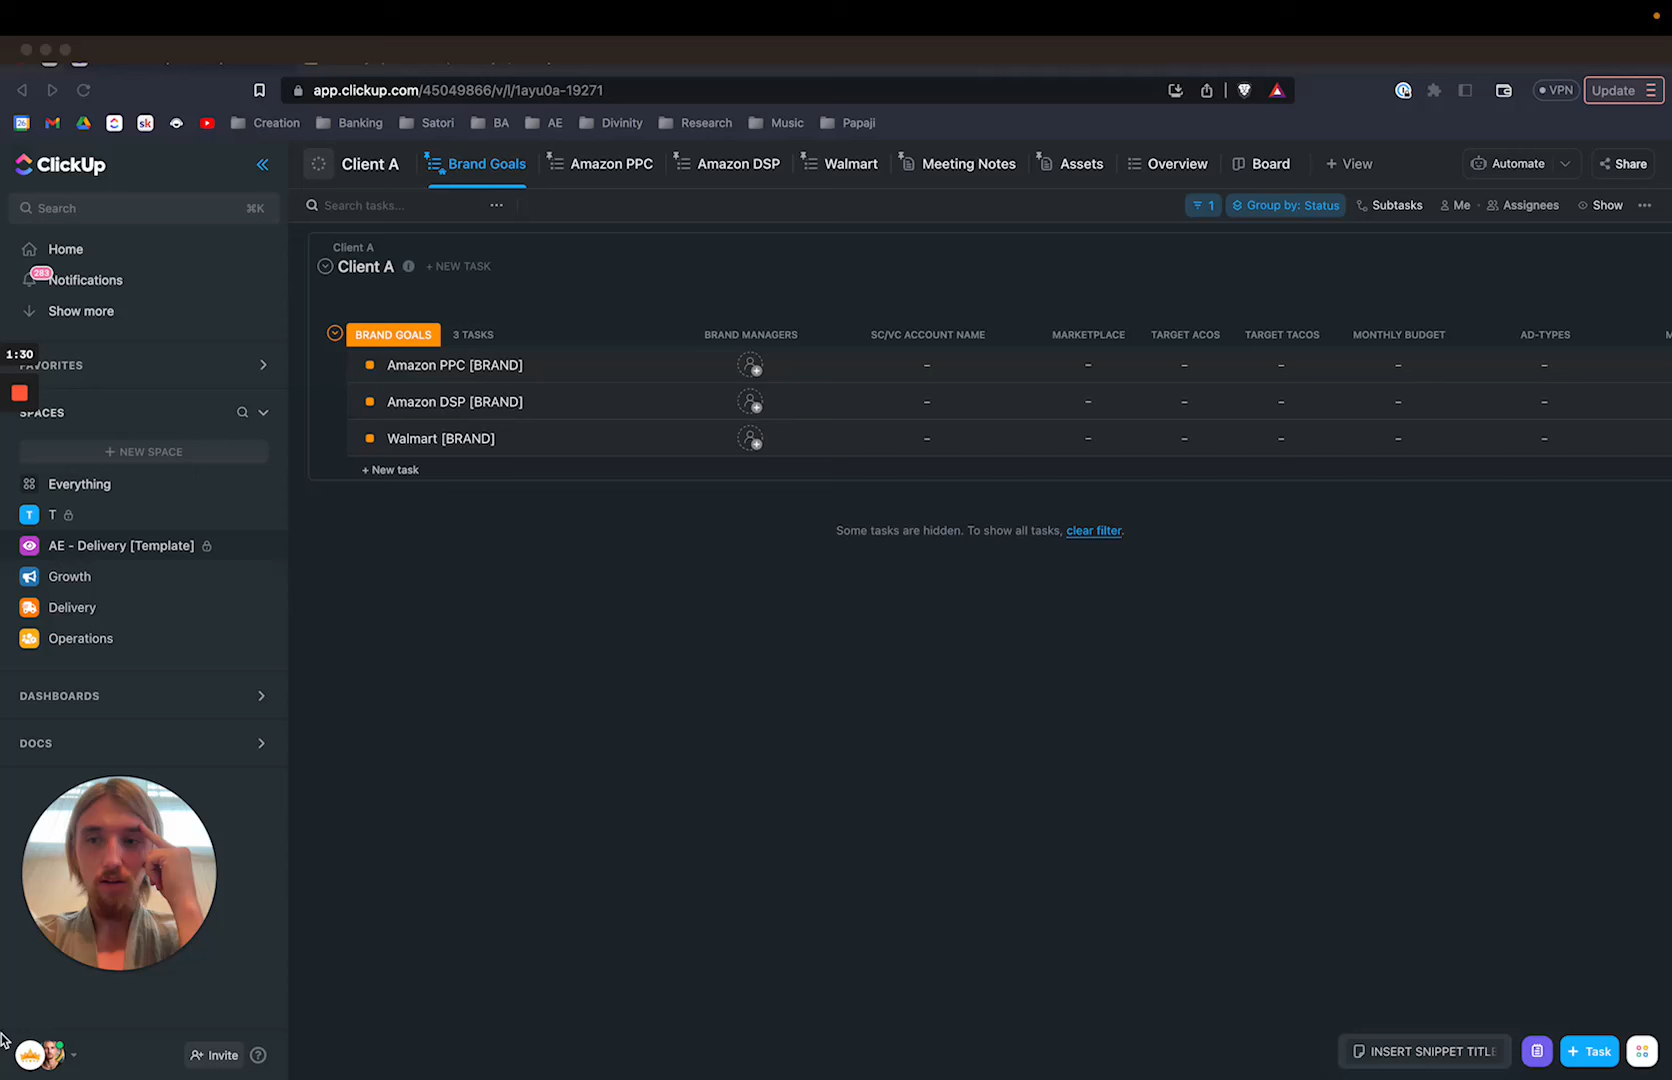 app.clickup.com/45049866/v/l/1ayu0a-19271
VPN
Update
26
sk
Creation
Banking
Satori
BA
AE
Divinity
Research
Music
Papaji
ClickUp
Client A
Brand Goals
Amazon PPC
Amazon DSP
Walmart
Meeting Notes
Assets
Overview
Board
+ View
Automate
Share
Search
⌘K
Search tasks...
1
Group by: Status
Subtasks
Me
Assignees
Show
Home
283
Notifications
Show more
Client A
Client A
+ NEW TASK
1:30
FAVORITES
SPACES
+ NEW SPACE
Everything
T T
AE - Delivery [Template]
Growth
Delivery
Operations
DASHBOARDS
DOCS
BRAND GOALS 3 TASKS BRAND MANAGERS SC/VC ACCOUNT NAME MARKETPLACE TARGET ACOS TARGET TACOS MONTHLY BUDGET AD-TYPES M
Amazon PPC [BRAND] – – – – – –
Amazon DSP [BRAND] – – – – – –
Walmart [BRAND] – – – – – –
+ New task
Some tasks are hidden. To show all tasks, clear filter.
Invite
?
INSERT SNIPPET TITLE
+ Task